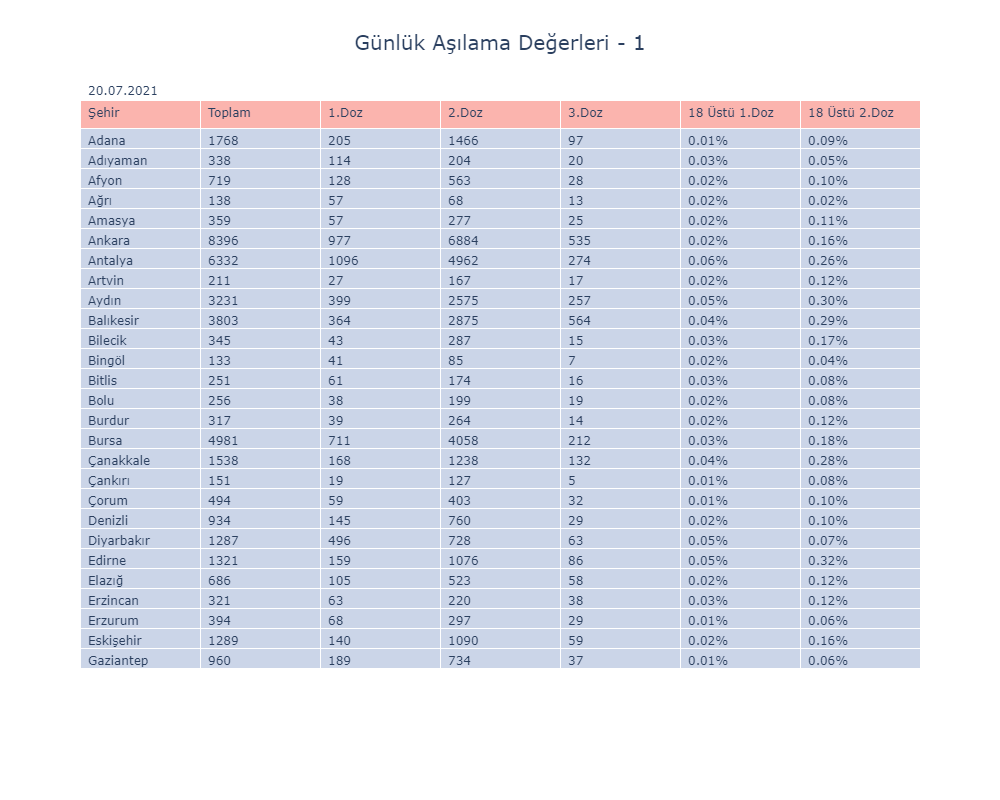 Günlük Aşılama Değerleri - 1
20.07.2021
Şehir Toplam 1.Doz 2.Doz 3.Doz 18 Üstü 1.Doz 18 Üstü 2.Doz
Adana 1768 205 1466 97 0.01% 0.09%
Adıyaman 338 114 204 20 0.03% 0.05%
Afyon 719 128 563 28 0.02% 0.10%
Ağrı 138 57 68 13 0.02% 0.02%
Amasya 359 57 277 25 0.02% 0.11%
Ankara 8396 977 6884 535 0.02% 0.16%
Antalya 6332 1096 4962 274 0.06% 0.26%
Artvin 211 27 167 17 0.02% 0.12%
Aydın 3231 399 2575 257 0.05% 0.30%
Balıkesir 3803 364 2875 564 0.04% 0.29%
Bilecik 345 43 287 15 0.03% 0.17%
Bingöl 133 41 85 7 0.02% 0.04%
Bitlis 251 61 174 16 0.03% 0.08%
Bolu 256 38 199 19 0.02% 0.08%
Burdur 317 39 264 14 0.02% 0.12%
Bursa 4981 711 4058 212 0.03% 0.18%
Çanakkale 1538 168 1238 132 0.04% 0.28%
Çankırı 151 19 127 5 0.01% 0.08%
Çorum 494 59 403 32 0.01% 0.10%
Denizli 934 145 760 29 0.02% 0.10%
Diyarbakır 1287 496 728 63 0.05% 0.07%
Edirne 1321 159 1076 86 0.05% 0.32%
Elazığ 686 105 523 58 0.02% 0.12%
Erzincan 321 63 220 38 0.03% 0.12%
Erzurum 394 68 297 29 0.01% 0.06%
Eskişehir 1289 140 1090 59 0.02% 0.16%
Gaziantep 960 189 734 37 0.01% 0.06%